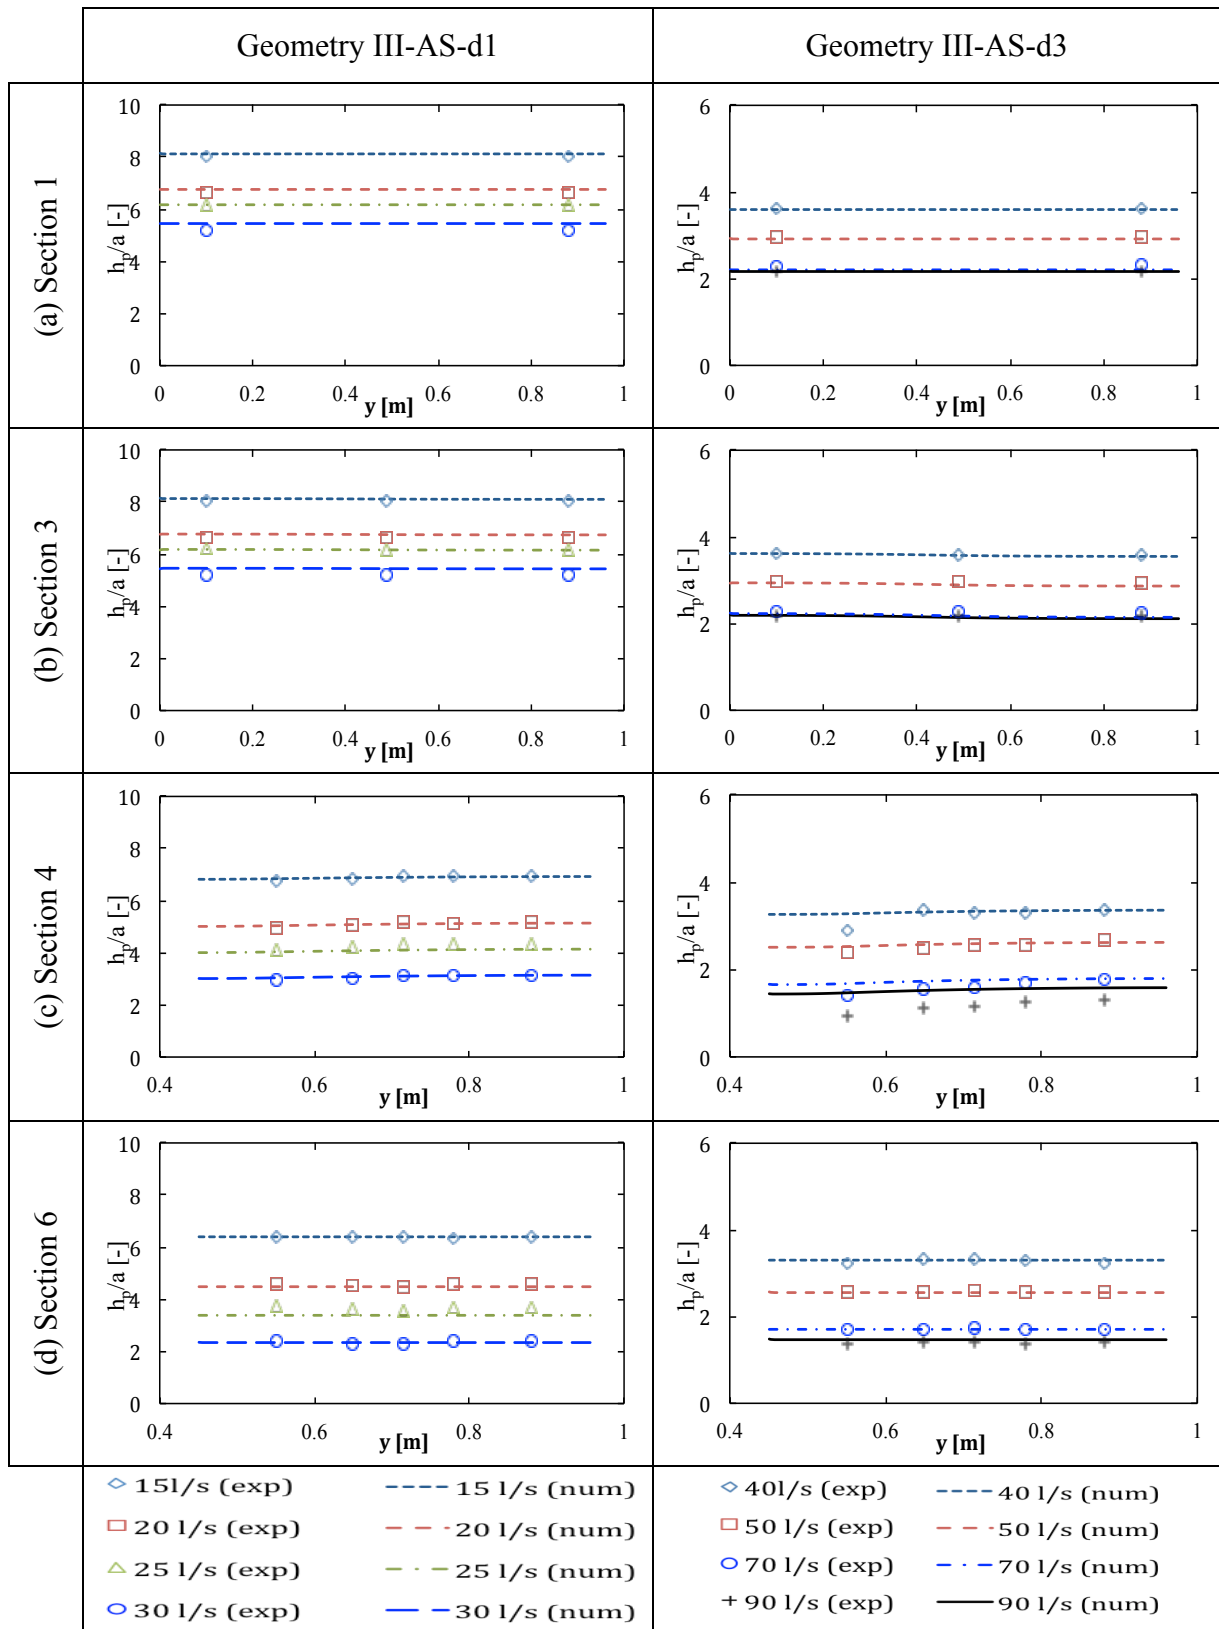 Geometry III-AS-d1
Geometry III-AS-d3
(a) Section 1
10
8
6
4
2
0
h_p/a [-]
0 0.2 0.4 0.6 0.8 1
y [m]
6
4
2
0
h_p/a [-]
0 0.2 0.4 0.6 0.8 1
y [m]
(b) Section 3
10
8
6
4
2
0
h_p/a [-]
0 0.2 0.4 0.6 0.8 1
y [m]
6
4
2
0
h_p/a [-]
0 0.2 0.4 0.6 0.8 1
y [m]
(c) Section 4
10
8
6
4
2
0
h_p/a [-]
0.4 0.6 0.8 1
y [m]
6
4
2
0
h_p/a [-]
0.4 0.6 0.8 1
y [m]
(d) Section 6
10
8
6
4
2
0
h_p/a [-]
0.4 0.6 0.8 1
y [m]
6
4
2
0
h_p/a [-]
0.4 0.6 0.8 1
y [m]
15l/s (exp) 15 l/s (num)
20 l/s (exp) 20 l/s (num)
25 l/s (exp) 25 l/s (num)
30 l/s (exp) 30 l/s (num)
40l/s (exp) 40 l/s (num)
50 l/s (exp) 50 l/s (num)
70 l/s (exp) 70 l/s (num)
90 l/s (exp) 90 l/s (num)